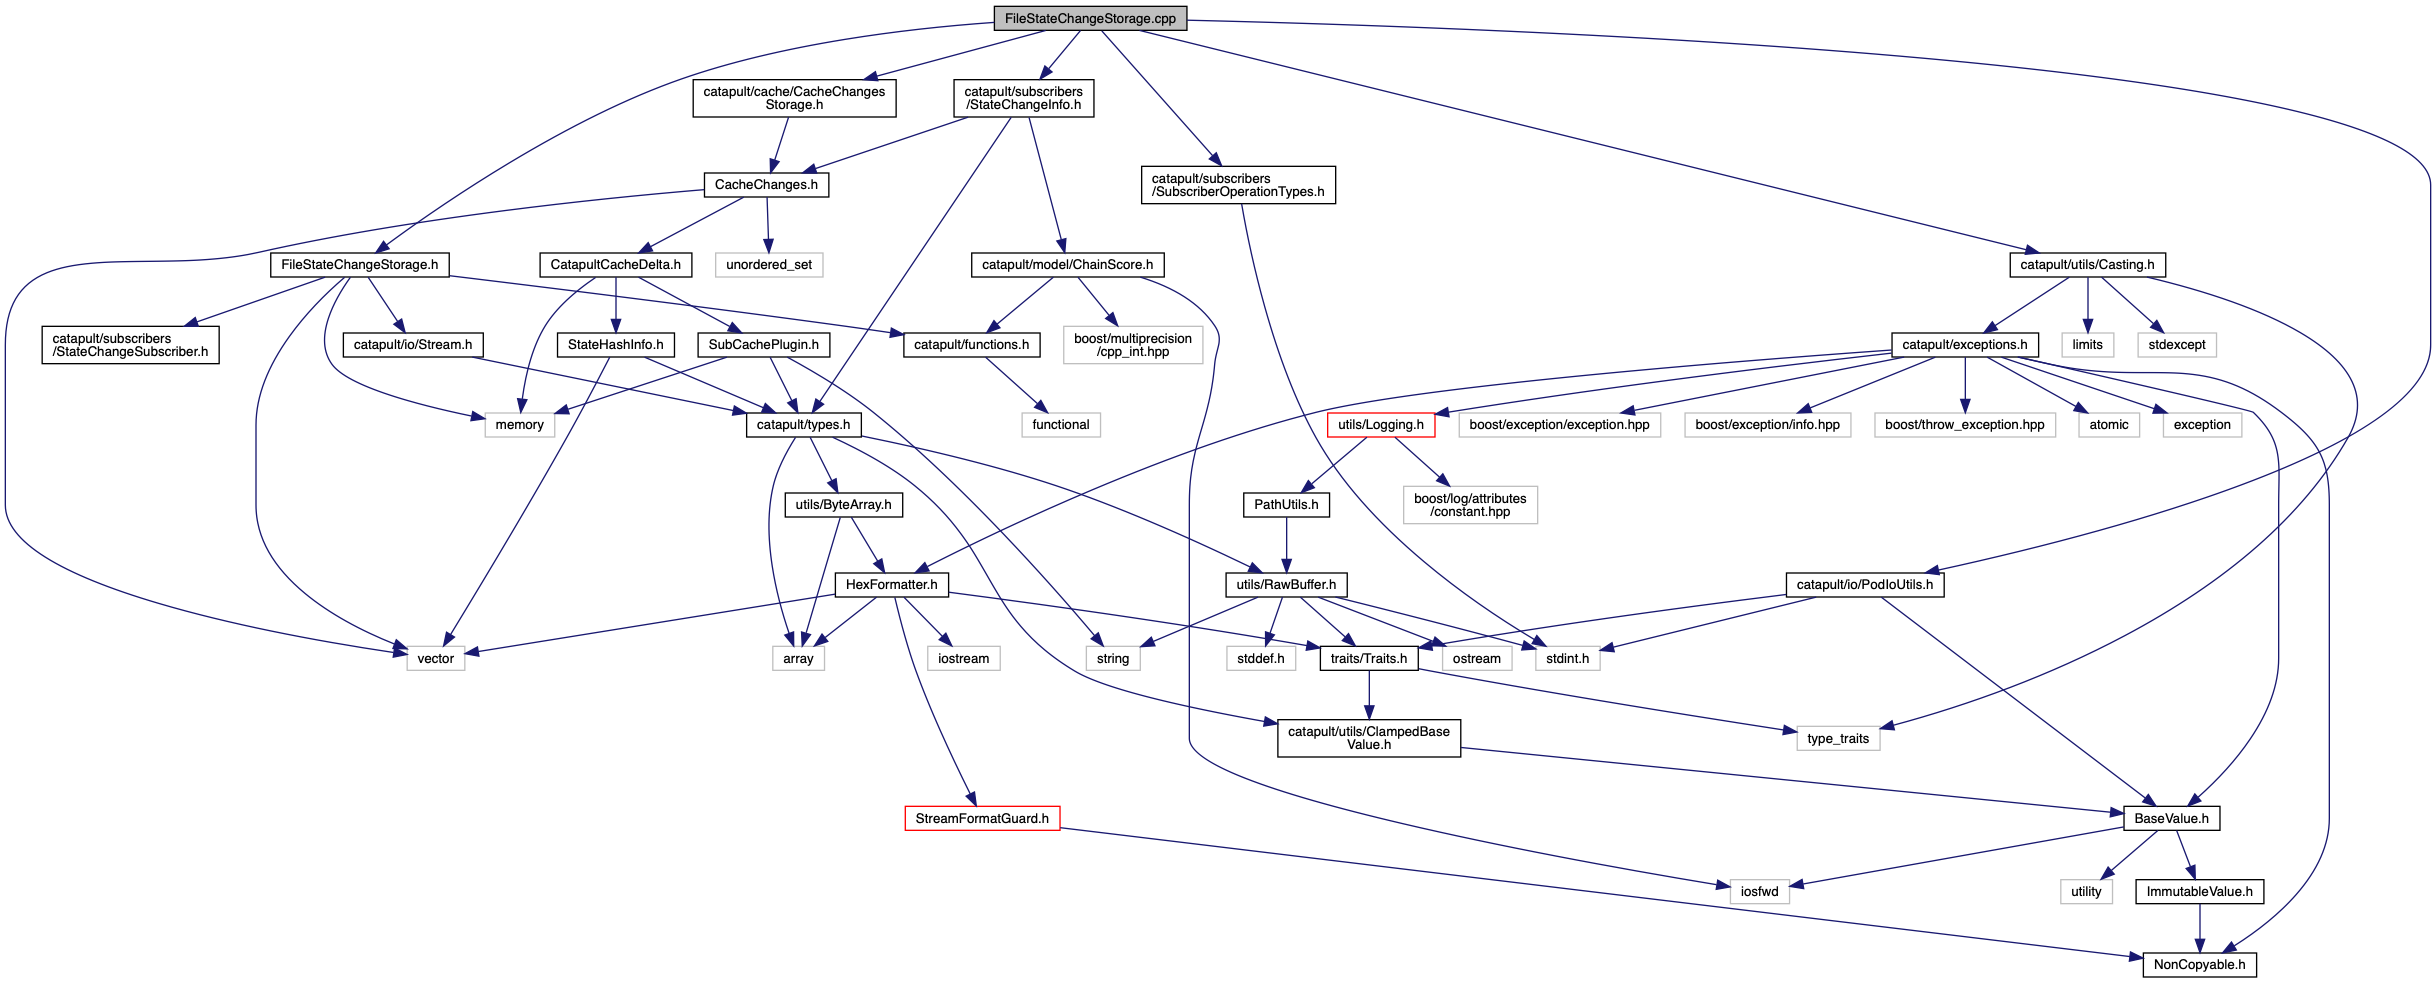 FileStateChangeStorage.cpp
catapult/cache/CacheChanges
Storage.h
catapult/subscribers
/StateChangeInfo.h
CacheChanges.h
catapult/subscribers
/SubscriberOperationTypes.h
FileStateChangeStorage.h
CatapultCacheDelta.h
unordered_set
catapult/model/ChainScore.h
catapult/utils/Casting.h
catapult/subscribers
/StateChangeSubscriber.h
catapult/io/Stream.h
StateHashInfo.h
SubCachePlugin.h
catapult/functions.h
boost/multiprecision
/cpp_int.hpp
catapult/exceptions.h
limits
stdexcept
memory
catapult/types.h
functional
utils/Logging.h
boost/exception/exception.hpp
boost/exception/info.hpp
boost/throw_exception.hpp
atomic
exception
utils/ByteArray.h
PathUtils.h
boost/log/attributes
/constant.hpp
HexFormatter.h
utils/RawBuffer.h
catapult/io/PodIoUtils.h
vector
array
iostream
string
stddef.h
traits/Traits.h
ostream
stdint.h
catapult/utils/ClampedBase
Value.h
type_traits
StreamFormatGuard.h
BaseValue.h
iosfwd
utility
ImmutableValue.h
NonCopyable.h